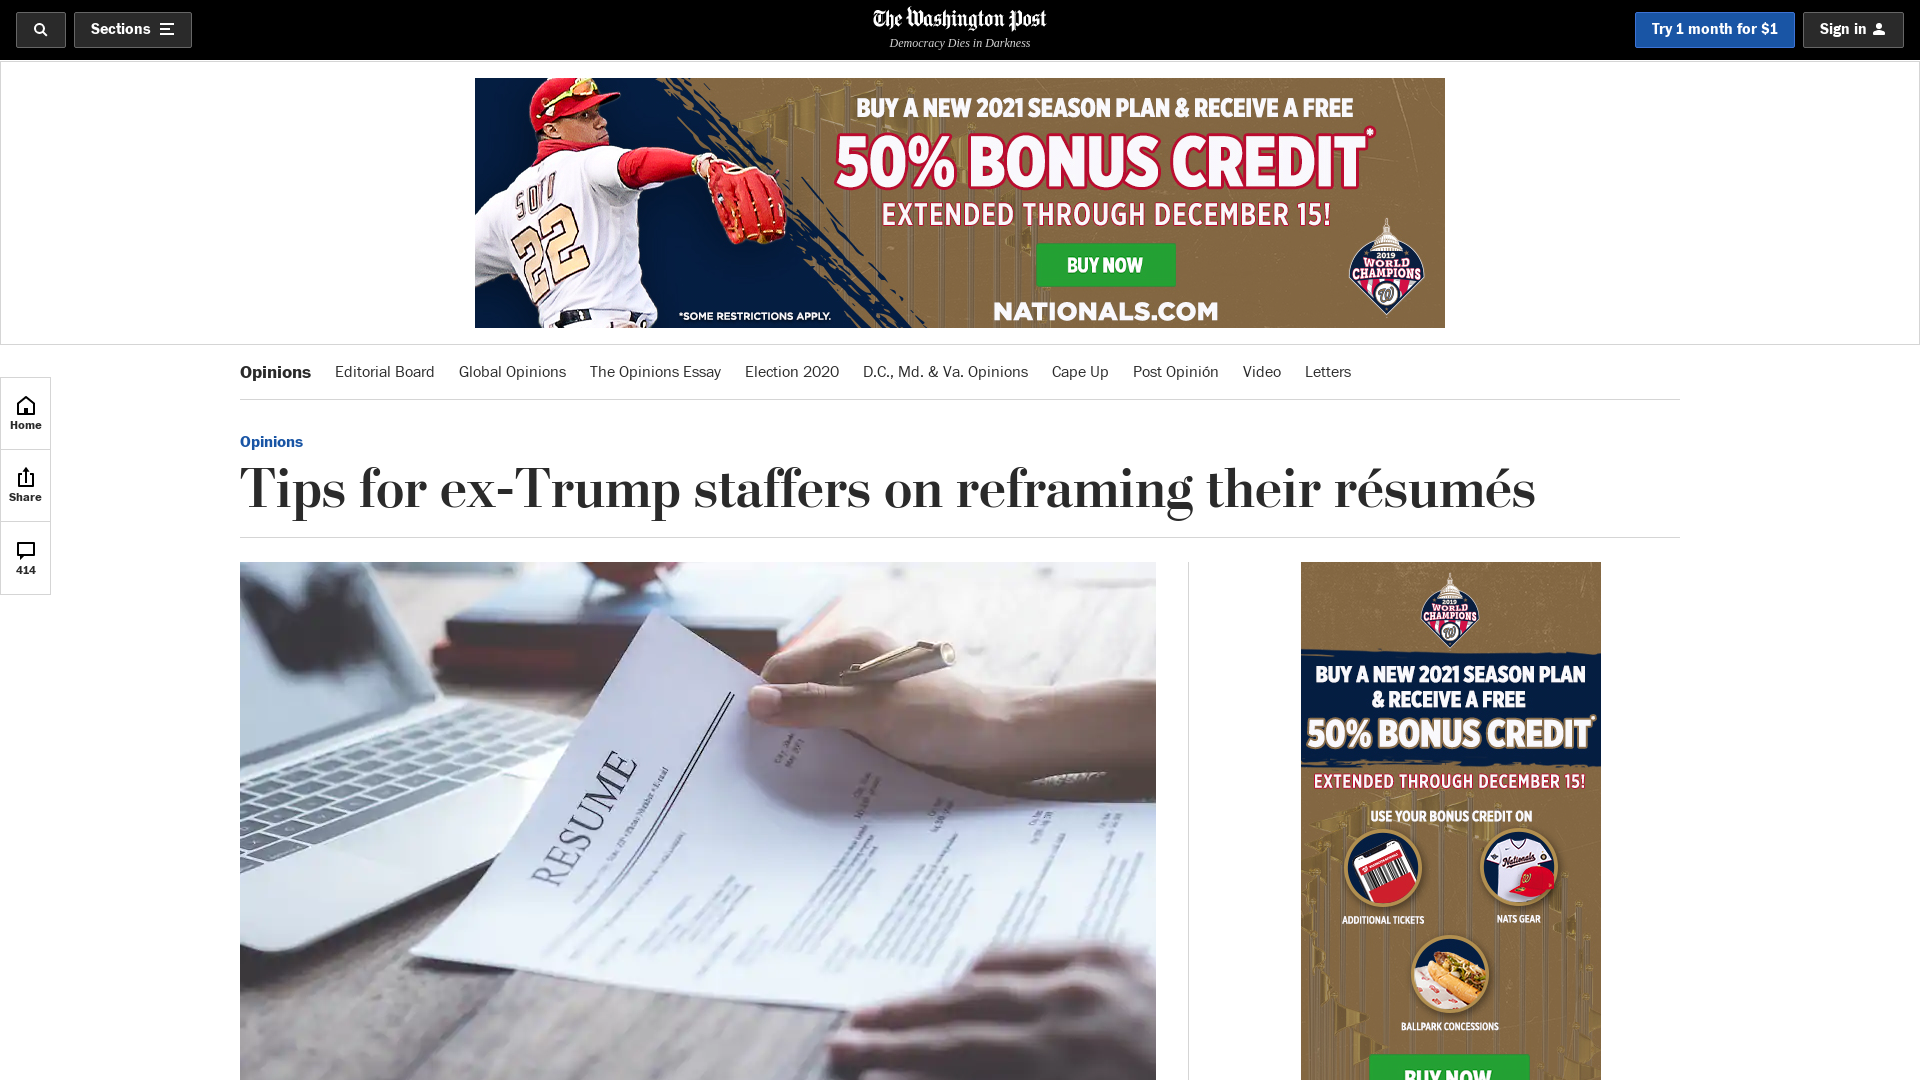 Sections
The Washington Post
Democracy Dies in Darkness
Try 1 month for $1
Sign in
SOTO
22
BUY A NEW 2021 SEASON PLAN & RECEIVE A FREE
50% BONUS CREDIT*
EXTENDED THROUGH DECEMBER 15!
BUY NOW
NATIONALS.COM
*SOME RESTRICTIONS APPLY.
2019
WORLD
CHAMPIONS
W
Opinions Editorial Board Global Opinions The Opinions Essay Election 2020 D.C., Md. & Va. Opinions Cape Up Post Opinión Video Letters
Home
Share
414
Opinions
Tips for ex-Trump staffers on reframing their résumés
RESUME
2019
WORLD
CHAMPIONS
W
BUY A NEW 2021 SEASON PLAN
& RECEIVE A FREE
50% BONUS CREDIT*
EXTENDED THROUGH DECEMBER 15!
USE YOUR BONUS CREDIT ON
Nationals
ADDITIONAL TICKETS
NATS GEAR
BALLPARK CONCESSIONS
BUY NOW